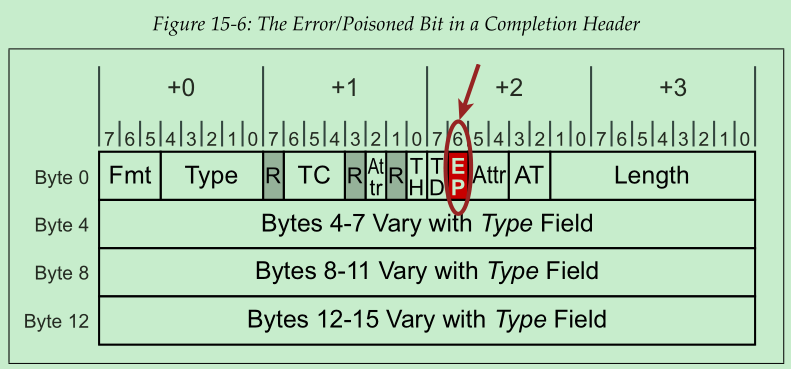 Figure 15-6: The Error/Poisoned Bit in a Completion Header
+0 +1 +2 +3
7 6 5 4 3 2 1 0 7 6 5 4 3 2 1 0 7 6 5 4 3 2 1 0 7 6 5 4 3 2 1 0
Byte 0 Fmt Type R TC R Attr R TH TD EP Attr AT Length
Byte 4 Bytes 4-7 Vary with Type Field
Byte 8 Bytes 8-11 Vary with Type Field
Byte 12 Bytes 12-15 Vary with Type Field